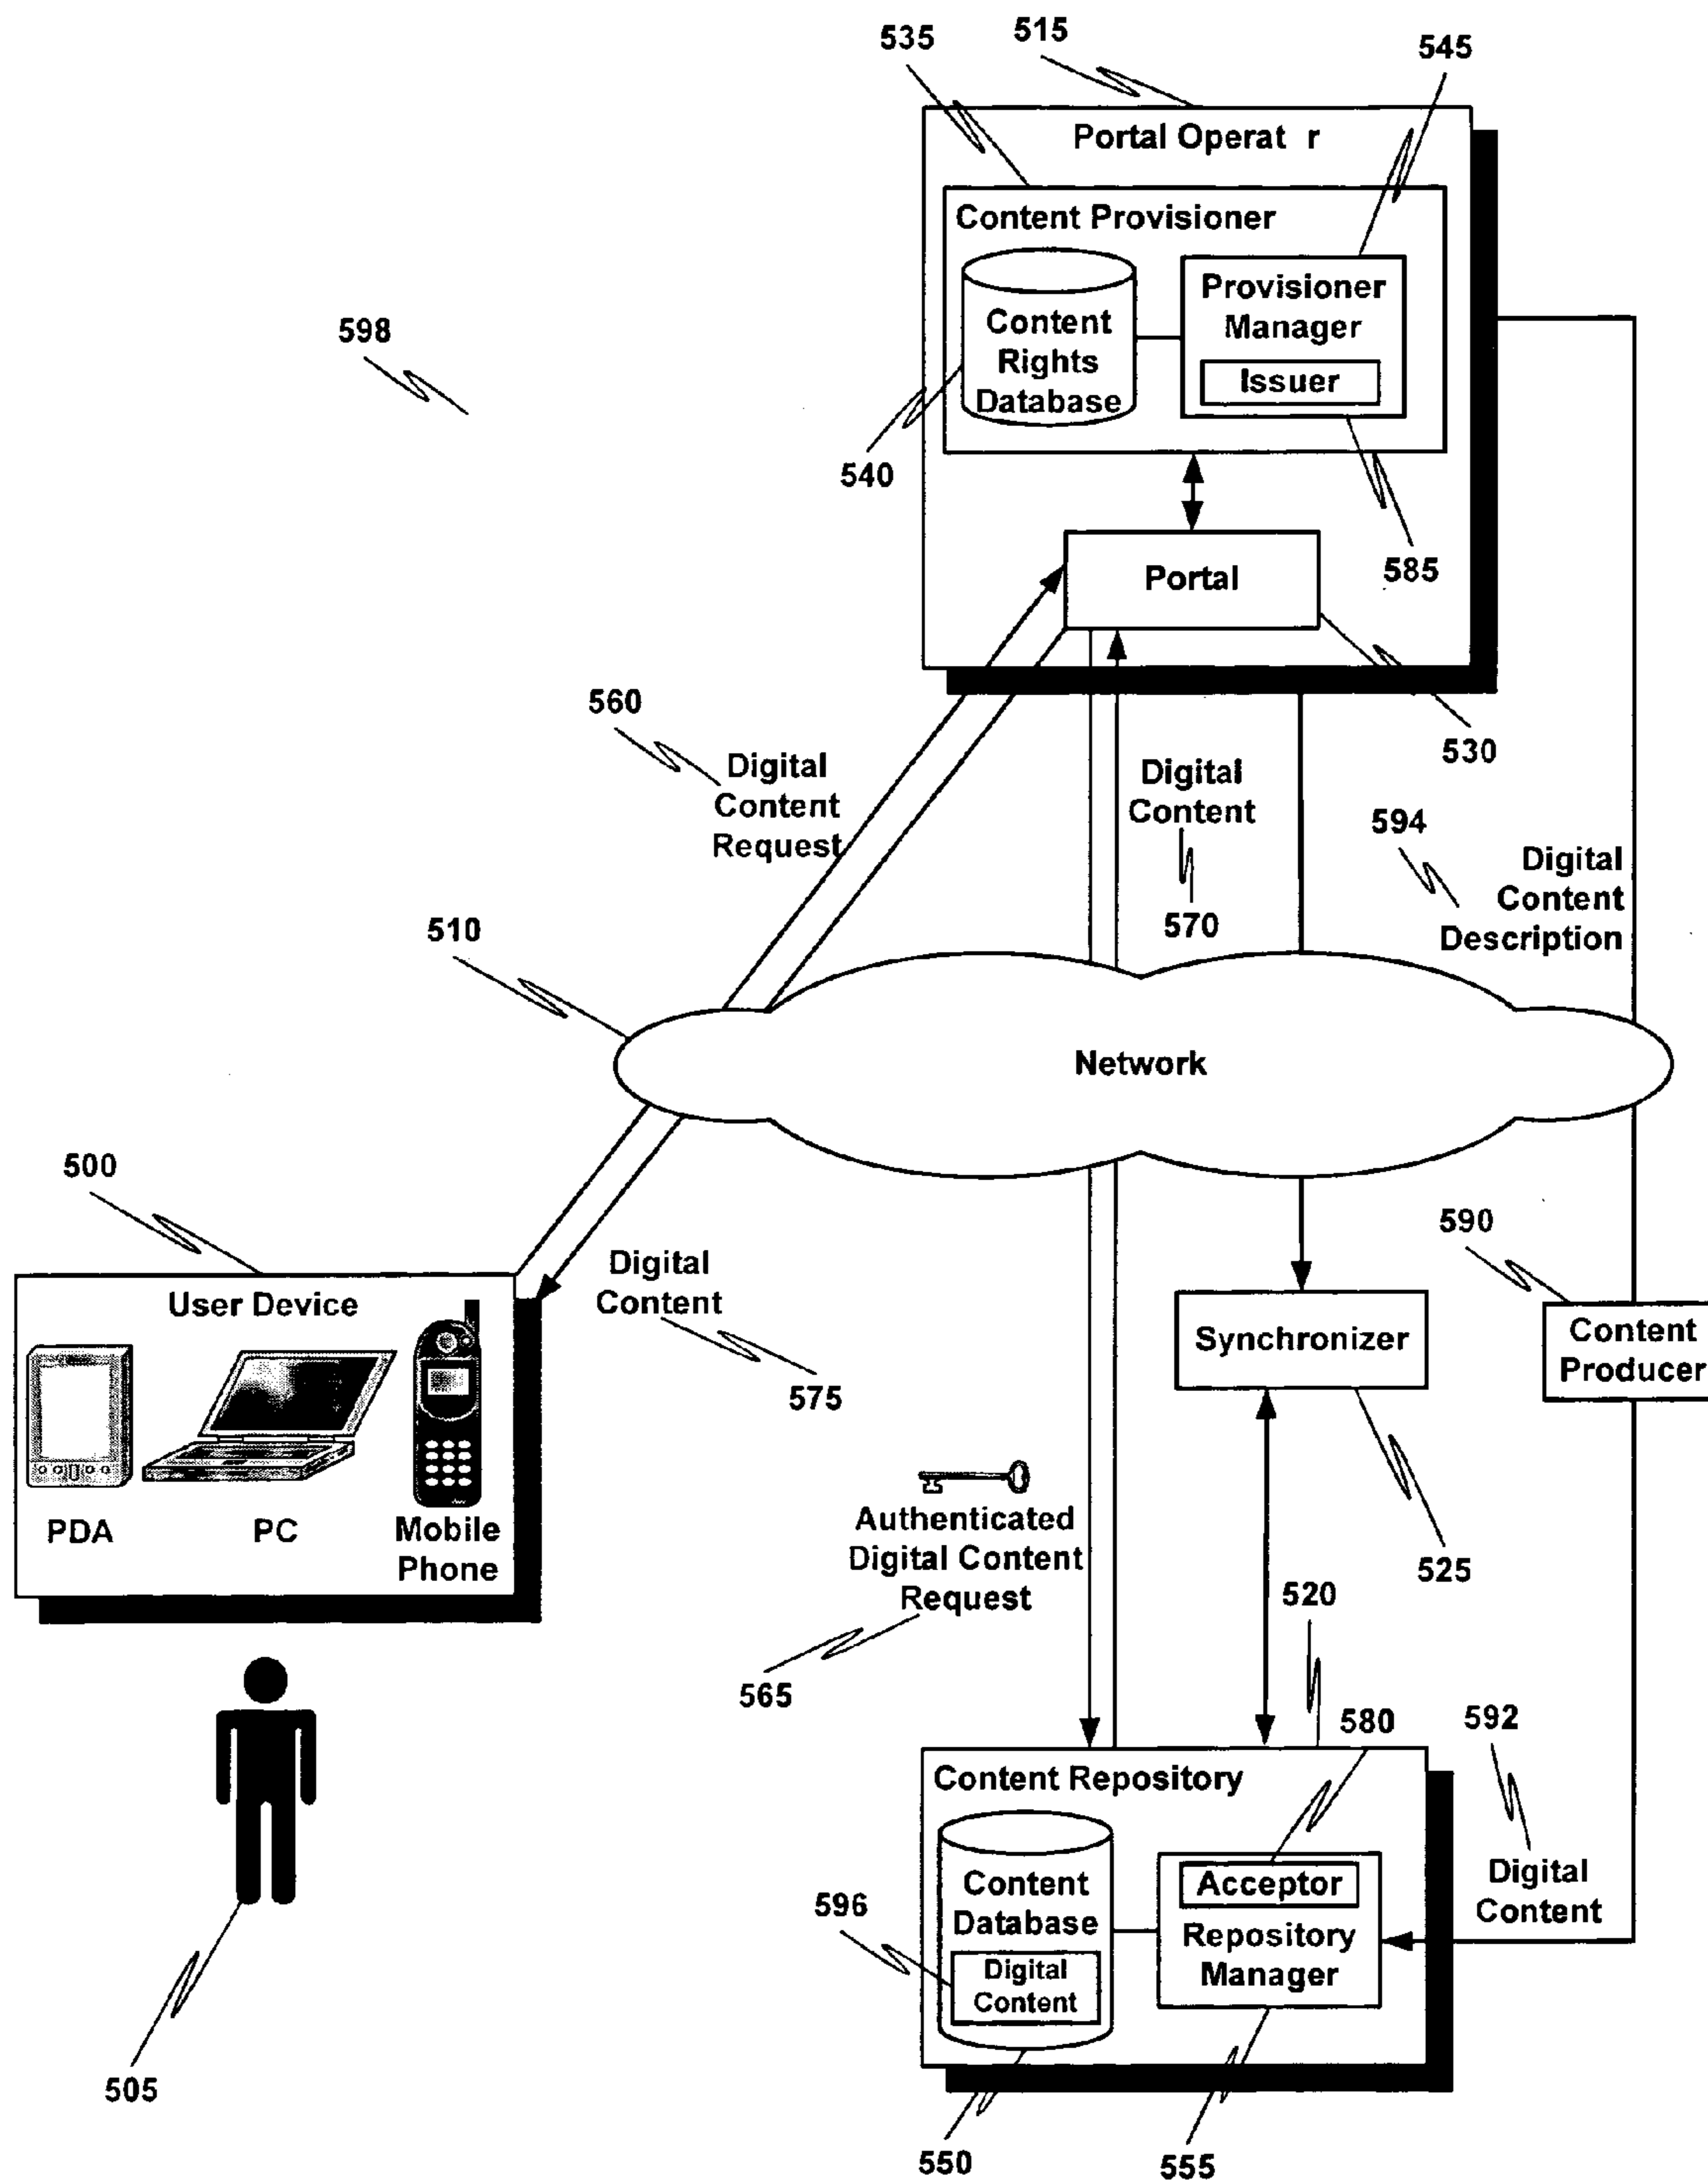 535
515
545
Portal Operat r
Content Provisioner
Provisioner
Manager
Issuer
Content
Rights
Database
598
540
585
Portal
530
560
Digital
Content
Request
Digital
Content
570
594
Digital
Content
Description
510
Network
500
590
User Device
PDA
PC
Mobile
Phone
Digital
Content
575
Synchronizer
Content
Producer
525
Authenticated
Digital Content
Request
565
520
580
592
Content Repository
Content
Database
Digital
Content
Acceptor
Repository
Manager
Digital
Content
596
505
550
555